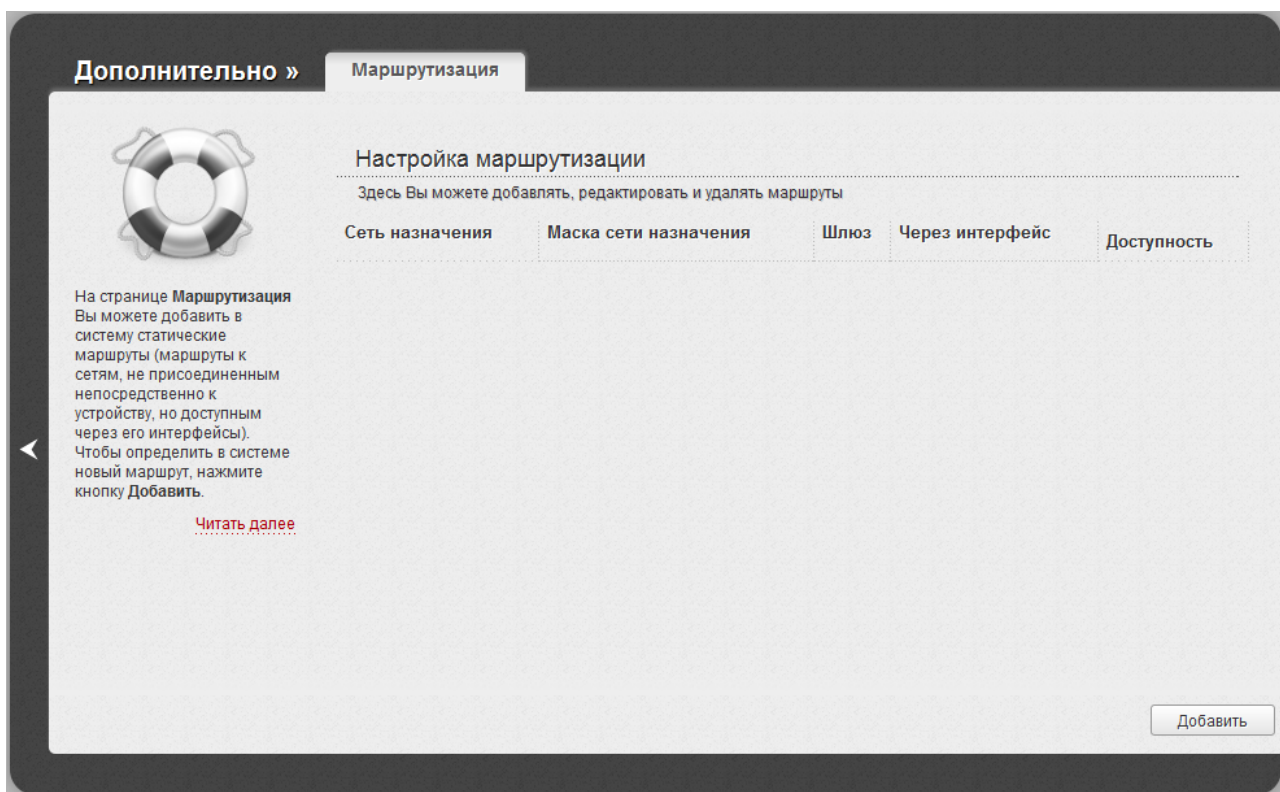 Дополнительно »
Маршрутизация
Настройка маршрутизации
Здесь Вы можете добавлять, редактировать и удалять маршруты
Сеть назначения Маска сети назначения Шлюз Через интерфейс Доступность
На странице Маршрутизация
Вы можете добавить в
систему статические
маршруты (маршруты к
сетям, не присоединенным
непосредственно к
устройству, но доступным
через его интерфейсы).
Чтобы определить в системе
новый маршрут, нажмите
кнопку Добавить.
Читать далее
Добавить